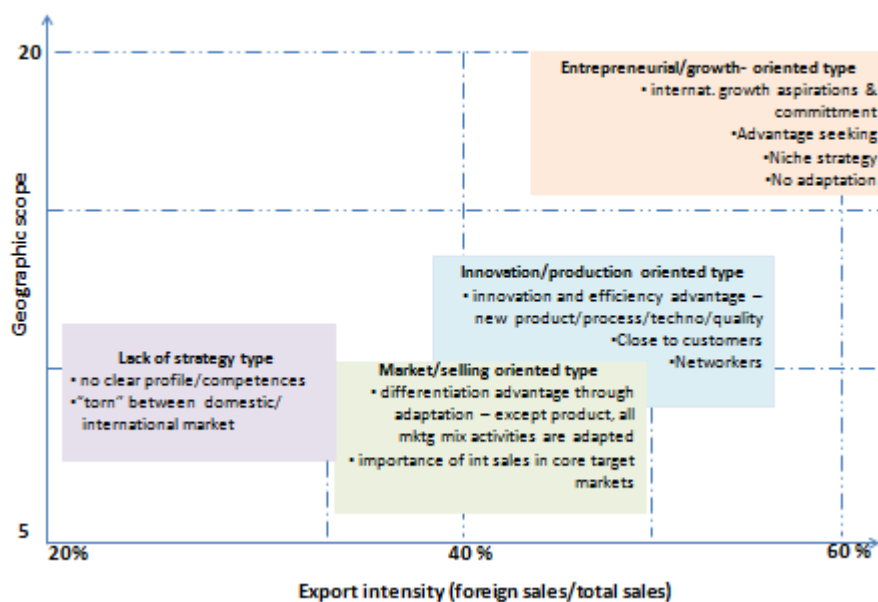 20
Geographic scope
5
Entrepreneurial/growth- oriented type
•internat. growth aspirations &
committment
•Advantage seeking
•Niche strategy
•No adaptation
Innovation/production oriented type
• innovation and efficiency advantage –
new product/process/techno/quality
•Close to customers
•Networkers
Lack of strategy type
• no clear profile/competences
•"torn" between domestic/
international market
Market/selling oriented type
• differentiation advantage through
adaptation – except product, all
mktg mix activities are adapted
• importance of int sales in core target
markets
20%
40 %
60 %
Export intensity (foreign sales/total sales)